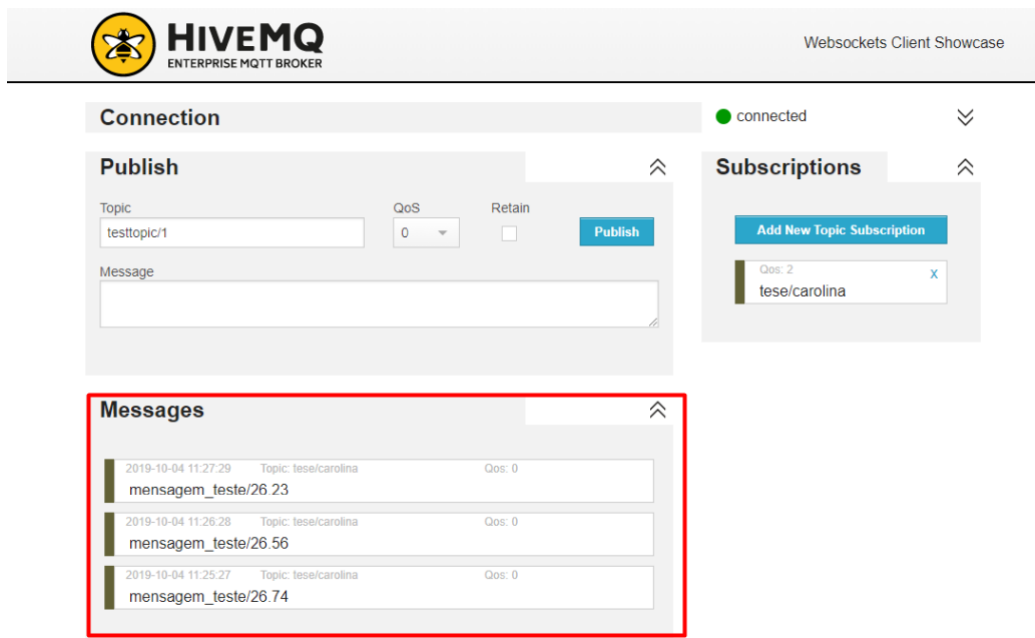 HIVEMQ
ENTERPRISE MQTT BROKER
Websockets Client Showcase
Connection
connected
Publish
Subscriptions
Topic QoS Retain
testtopic/1 0 Publish
Add New Topic Subscription
Message
Qos: 2 X
tese/carolina
Messages
2019-10-04 11:27:29 Topic: tese/carolina Qos: 0
mensagem_teste/26.23
2019-10-04 11:26:28 Topic: tese/carolina Qos: 0
mensagem_teste/26.56
2019-10-04 11:25:27 Topic: tese/carolina Qos: 0
mensagem_teste/26.74